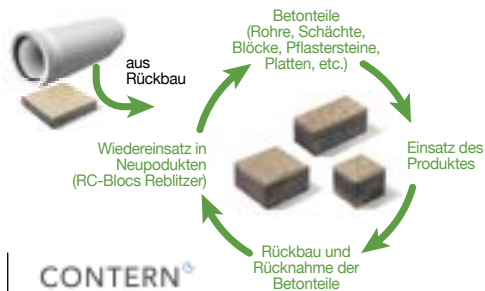 aus
Rückbau
Betonteile
(Rohre, Schächte,
Blöcke, Pflastersteine,
Platten, etc.)
Einsatz des
Produktes
Rückbau und
Rücknahme der
Betonteile
Wiedereinsatz in
Neupodukten
(RC-Blocs Reblitzer)
CONTERN